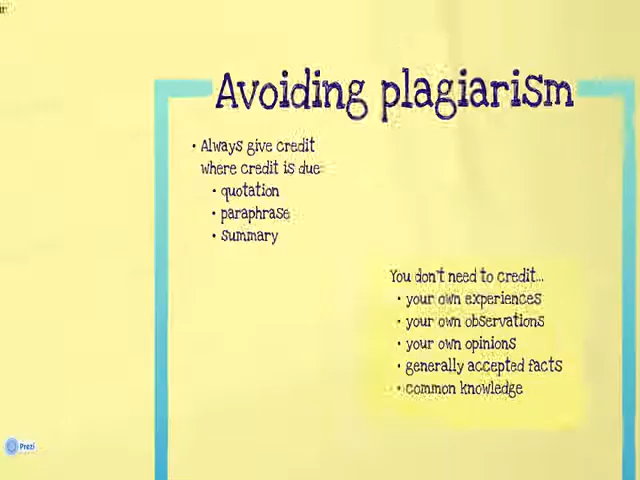 Avoiding plagiarism
• Always give credit
where credit is due
• quotation
• paraphrase
• summary
You don't need to credit...
• your own experiences
• your own observations
• your own opinions
• generally accepted facts
• common knowledge
Prezi